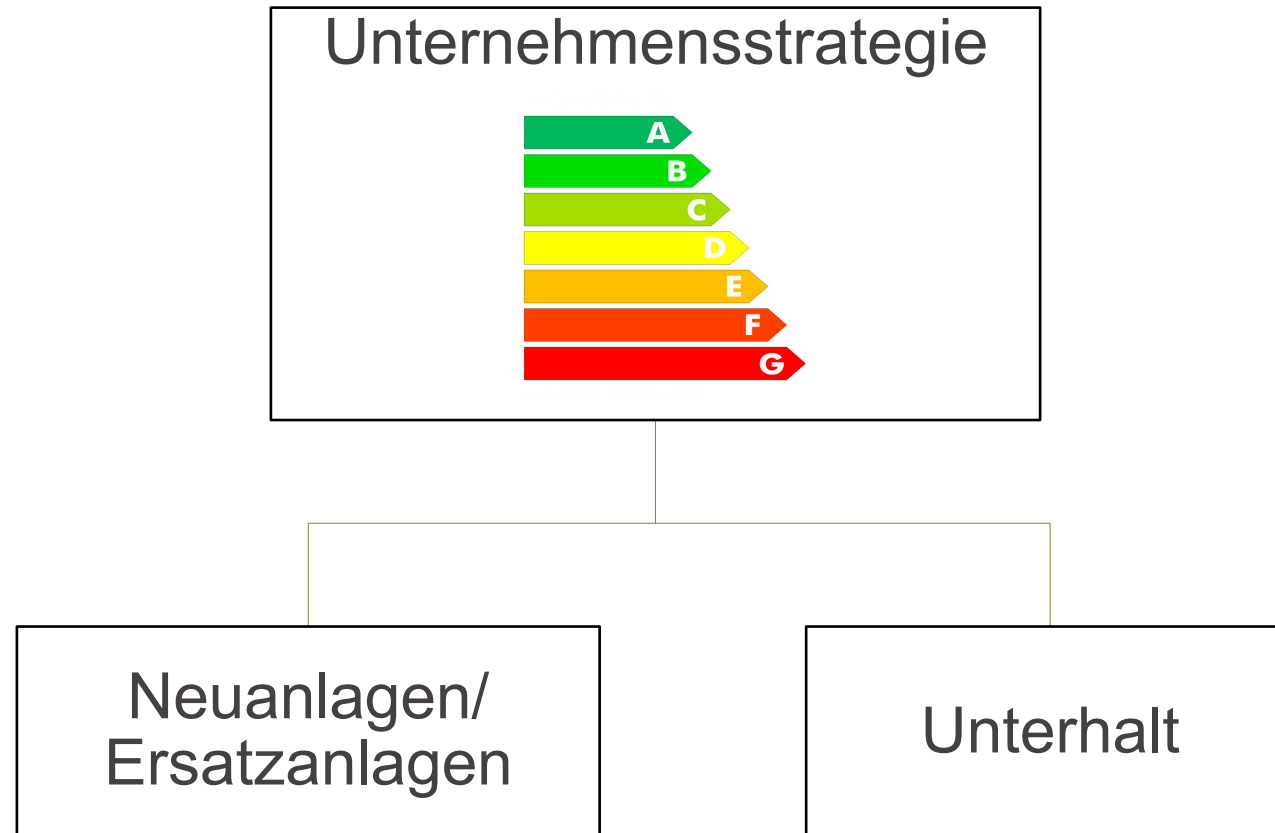 Unternehmensstrategie
A
B
C
D
E
F
G
Neuanlagen/
Ersatzanlagen
Unterhalt